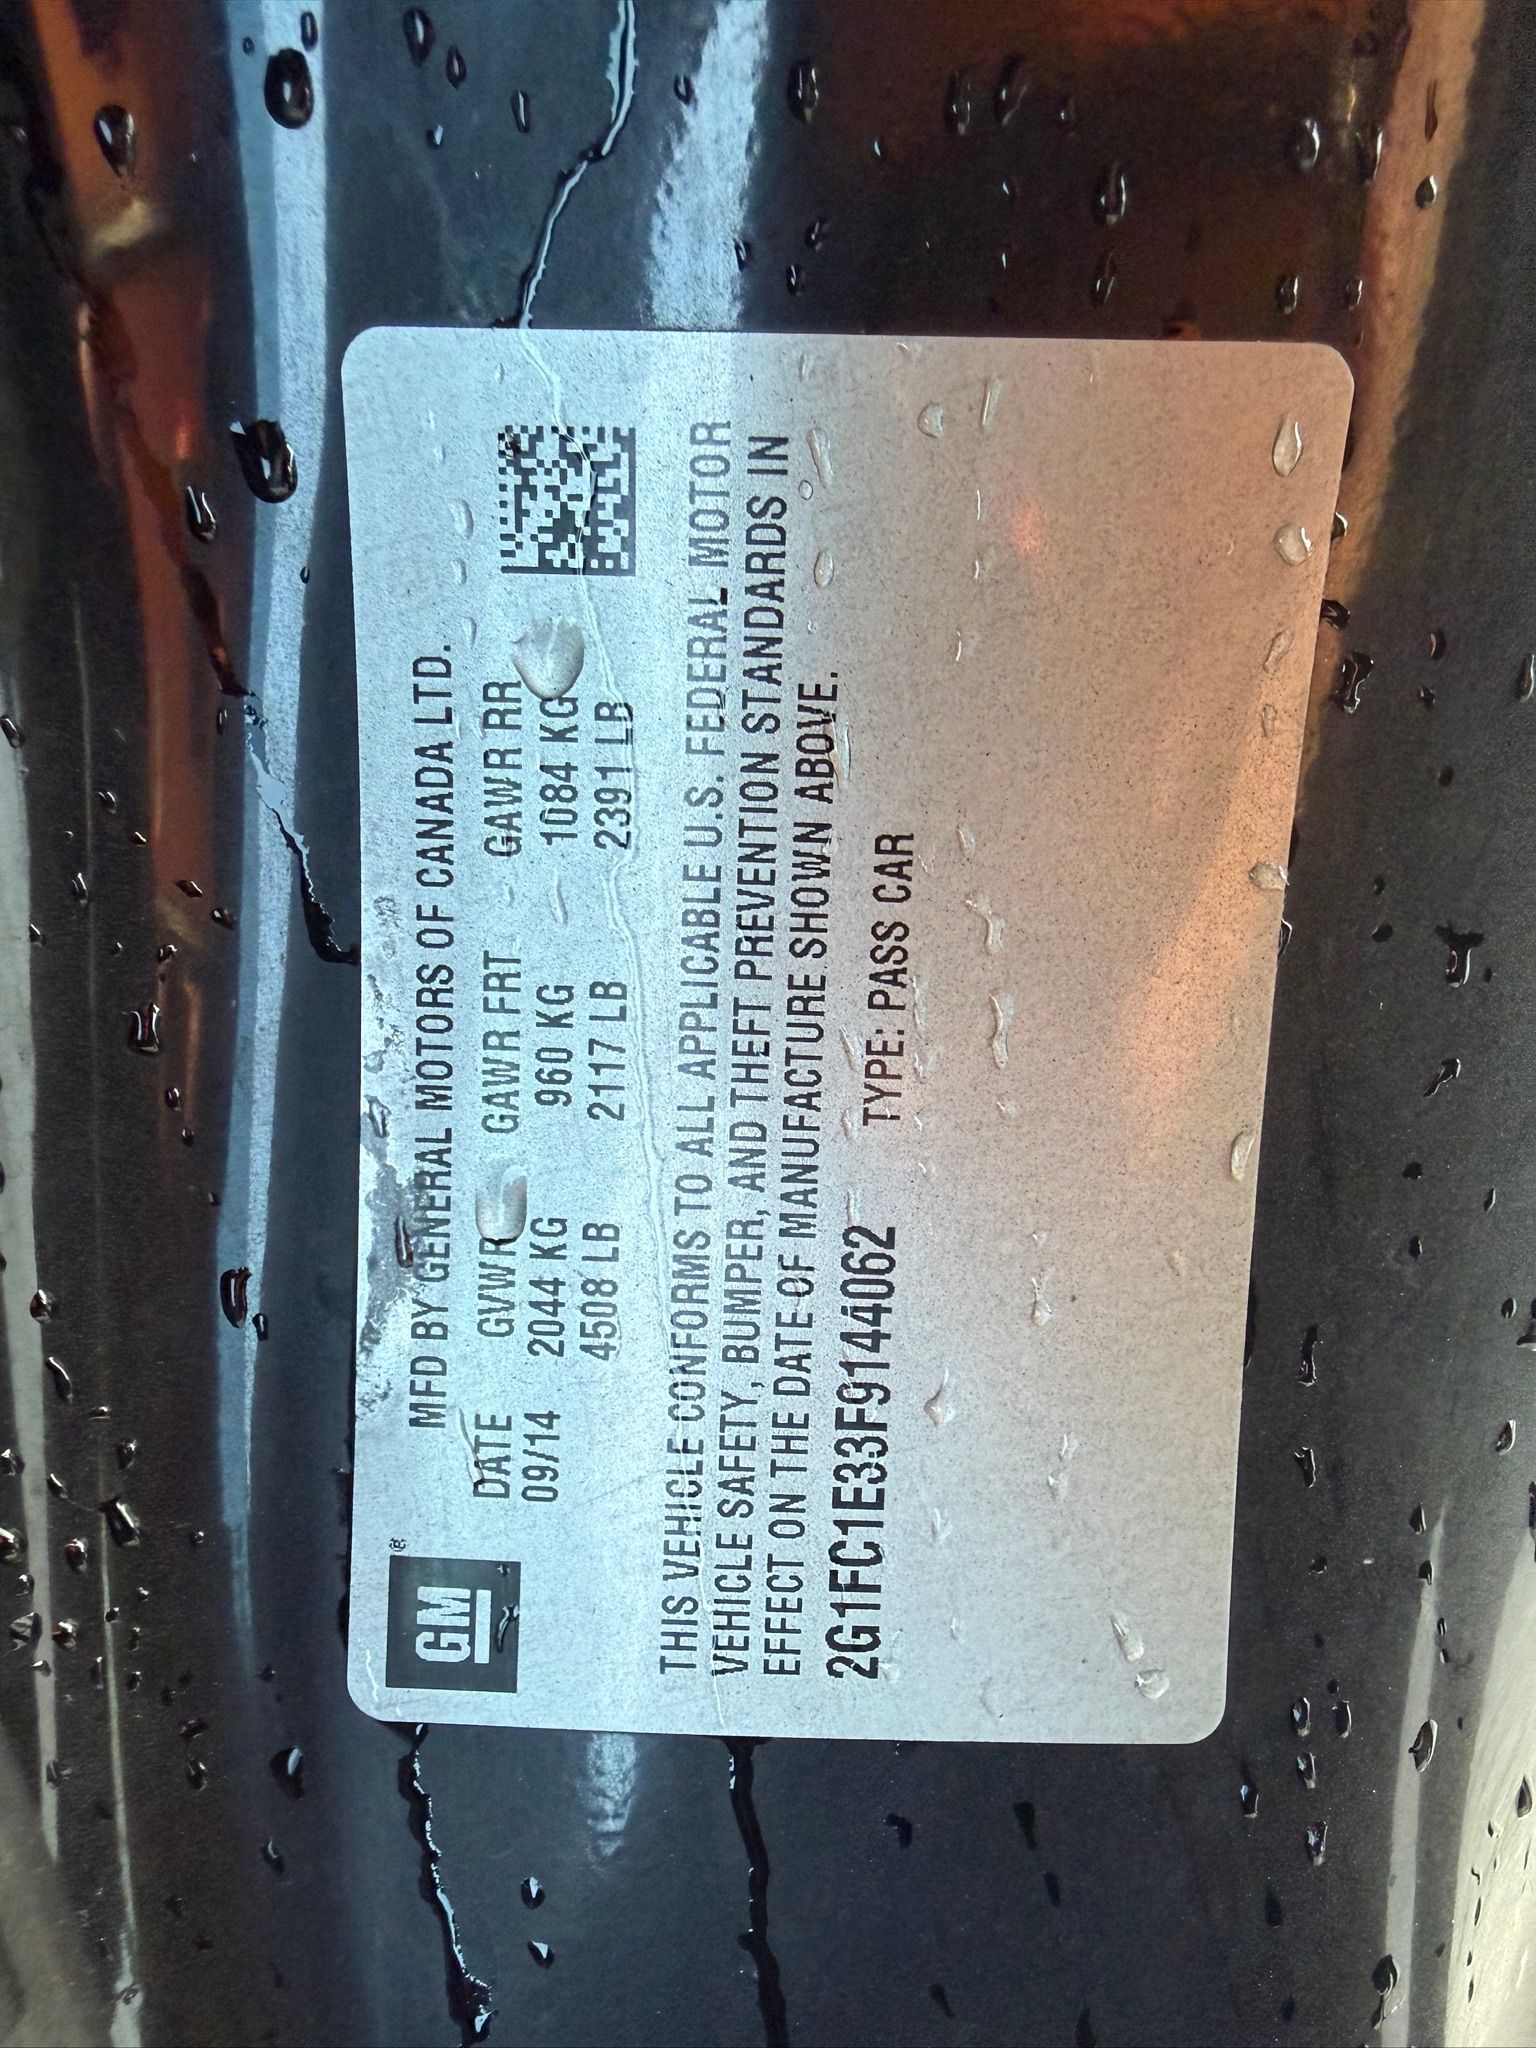 GM ®
MFD BY GENERAL MOTORS OF CANADA LTD.
DATE GVWR GAWR FRT GAWR RR
09/14 2044 KG 960 KG 1084 KG
4508 LB 2117 LB 2391 LB
THIS VEHICLE CONFORMS TO ALL APPLICABLE U.S. FEDERAL MOTOR
VEHICLE SAFETY, BUMPER, AND THEFT PREVENTION STANDARDS IN
EFFECT ON THE DATE OF MANUFACTURE SHOWN ABOVE.
2G1FC1E33F9144062 TYPE: PASS CAR